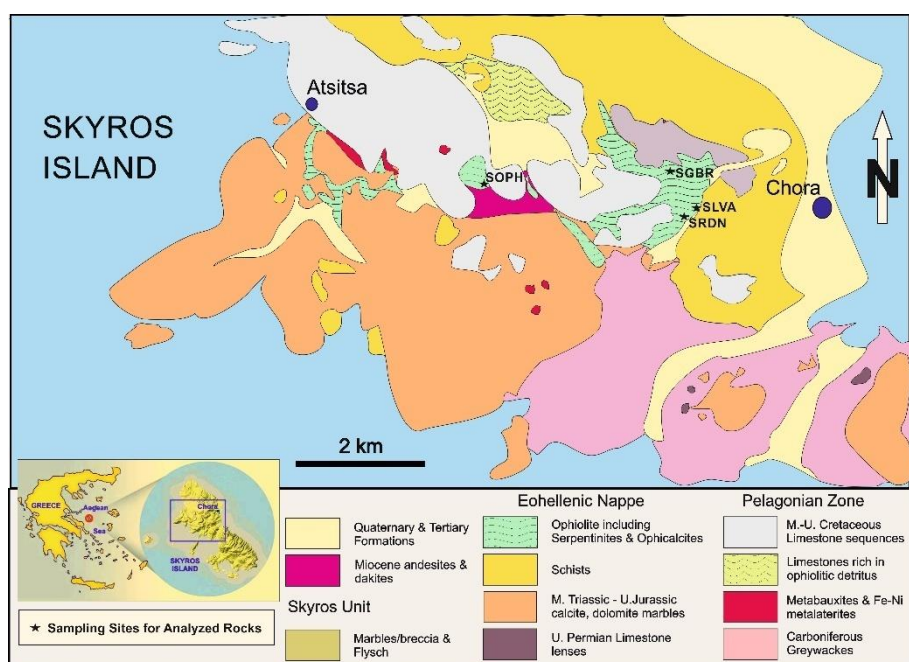 SKYROS
ISLAND
Atsitsa
SOPH
SGBR
SLVA
SRDN
Chora
N
2 km
GREECE
Aegean
Sea
Chora
SKYROS
ISLAND
★ Sampling Sites for Analyzed Rocks
Quaternary & Tertiary
Formations
Miocene andesites &
dakites
Skyros Unit
Marbles/breccia &
Flysch
Eohellenic Nappe
Ophiolite including
Serpentinites & Ophicalcites
Schists
M. Triassic - U.Jurassic
calcite, dolomite marbles
U. Permian Limestone
lenses
Pelagonian Zone
M.-U. Cretaceous
Limestone sequences
Limestones rich in
ophiolitic detritus
Metabauxites & Fe-Ni
metalaterites
Carboniferous
Greywackes